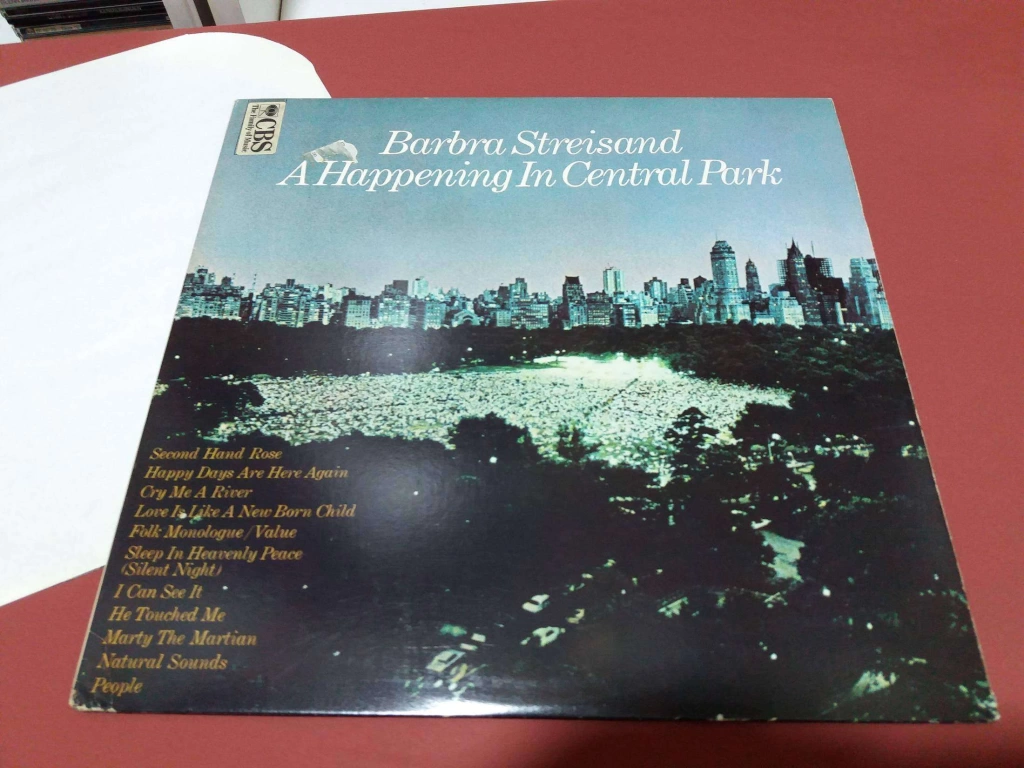 CBS
The Family of Music
Barbra Streisand
A Happening In Central Park
Second Hand Rose
Happy Days Are Here Again
Cry Me A River
Love Is Like A New Born Child
Folk Monologue/Value
Sleep In Heavenly Peace
(Silent Night)
I Can See It
He Touched Me
Marty The Martian
Natural Sounds
People